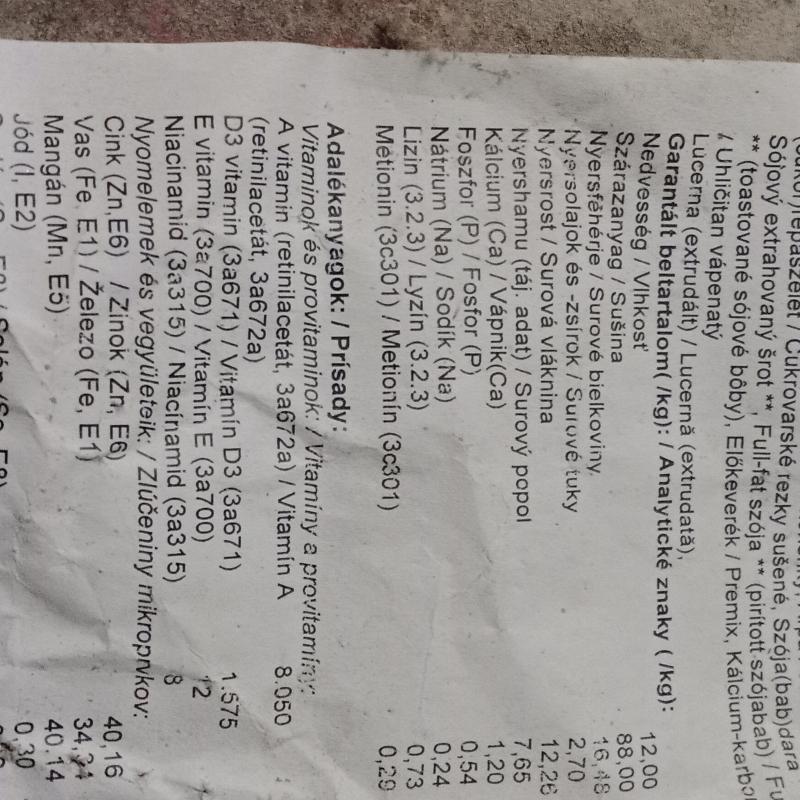 Sójový extrahovaný šrot **, Full-fat szója ** (pirított szójabab) / Fu
** (toastované sójové bôby), Előkeverék / Premix, Kálcium-karbo
/ Uhličitan vápenatý
Lucerna (extrudált) / Lucerna (extrudată),
Garantált beltartalom( /kg): / Analytické znaky ( /kg):
Nedvesség / Vlhkosť 12,00
Szárazanyag / Sušina 88,00
Nyersfehérje / Surové bielkoviny 16,48
Nyersolajok és -zsírok / Surové tuky 2,70
Nyersrost / Surová vláknina 12,26
Nyershamu (táj. adat) / Surový popol 7,65
Kálcium (Ca) / Vápnik(Ca) 1,20
Foszfor (P) / Fosfor (P) 0,54
Nátrium (Na) / Sodík (Na) 0,24
Lizin (3.2.3) / Lyzín (3.2.3) 0,73
Metionin (3c301) / Metionín (3c301) 0,29
Adalékanyagok: / Prísady:
Vitaminok és provitaminok: / Vitamíny a provitamíny:
A vitamin (retinilacetát, 3a672a) / Vitamín A 8.050
(retinilacetát, 3a672a)
D3 vitamin (3a671) / Vitamín D3 (3a671) 1.575
E vitamin (3a700) / Vitamín E (3a700) 12
Niacinamid (3a315) / Niacínamid (3a315) 8
Nyomelemek és vegyületeik: / Zlúčeniny mikroprvkov:
Cink (Zn,E6) / Zinok (Zn, E6) 40,16
Vas (Fe, E1) / Železo (Fe, E1) 34,21
Mangán (Mn, E5) 40.14
Jód (I, E2) 0,30